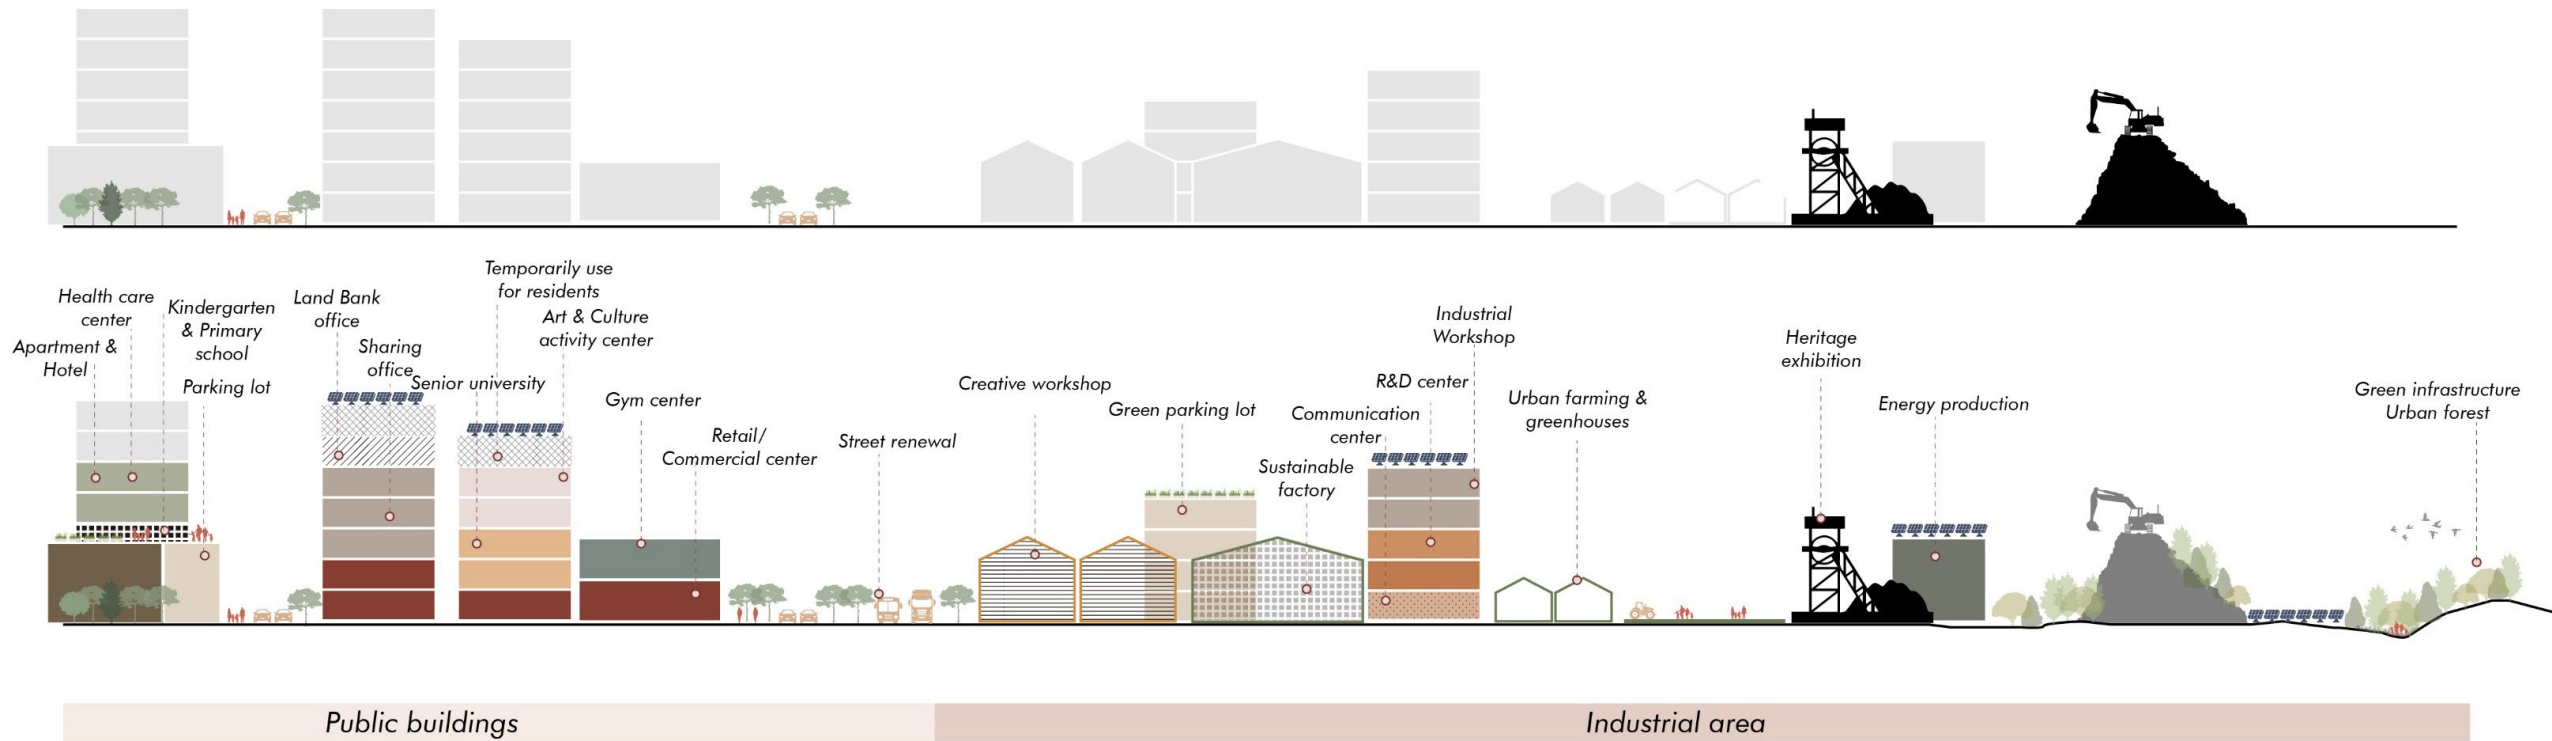 Health care
center
Apartment &
Hotel
Kindergarten
& Primary
school
Parking lot
Land Bank
office
Sharing
office
Temporarily use
for residents
Art & Culture
activity center
Senior university
Gym center
Retail/
Commercial center
Street renewal
Creative workshop
Green parking lot
Sustainable
factory
Communication
center
R&D center
Industrial
Workshop
Urban farming &
greenhouses
Heritage
exhibition
Energy production
Green infrastructure
Urban forest
Public buildings
Industrial area